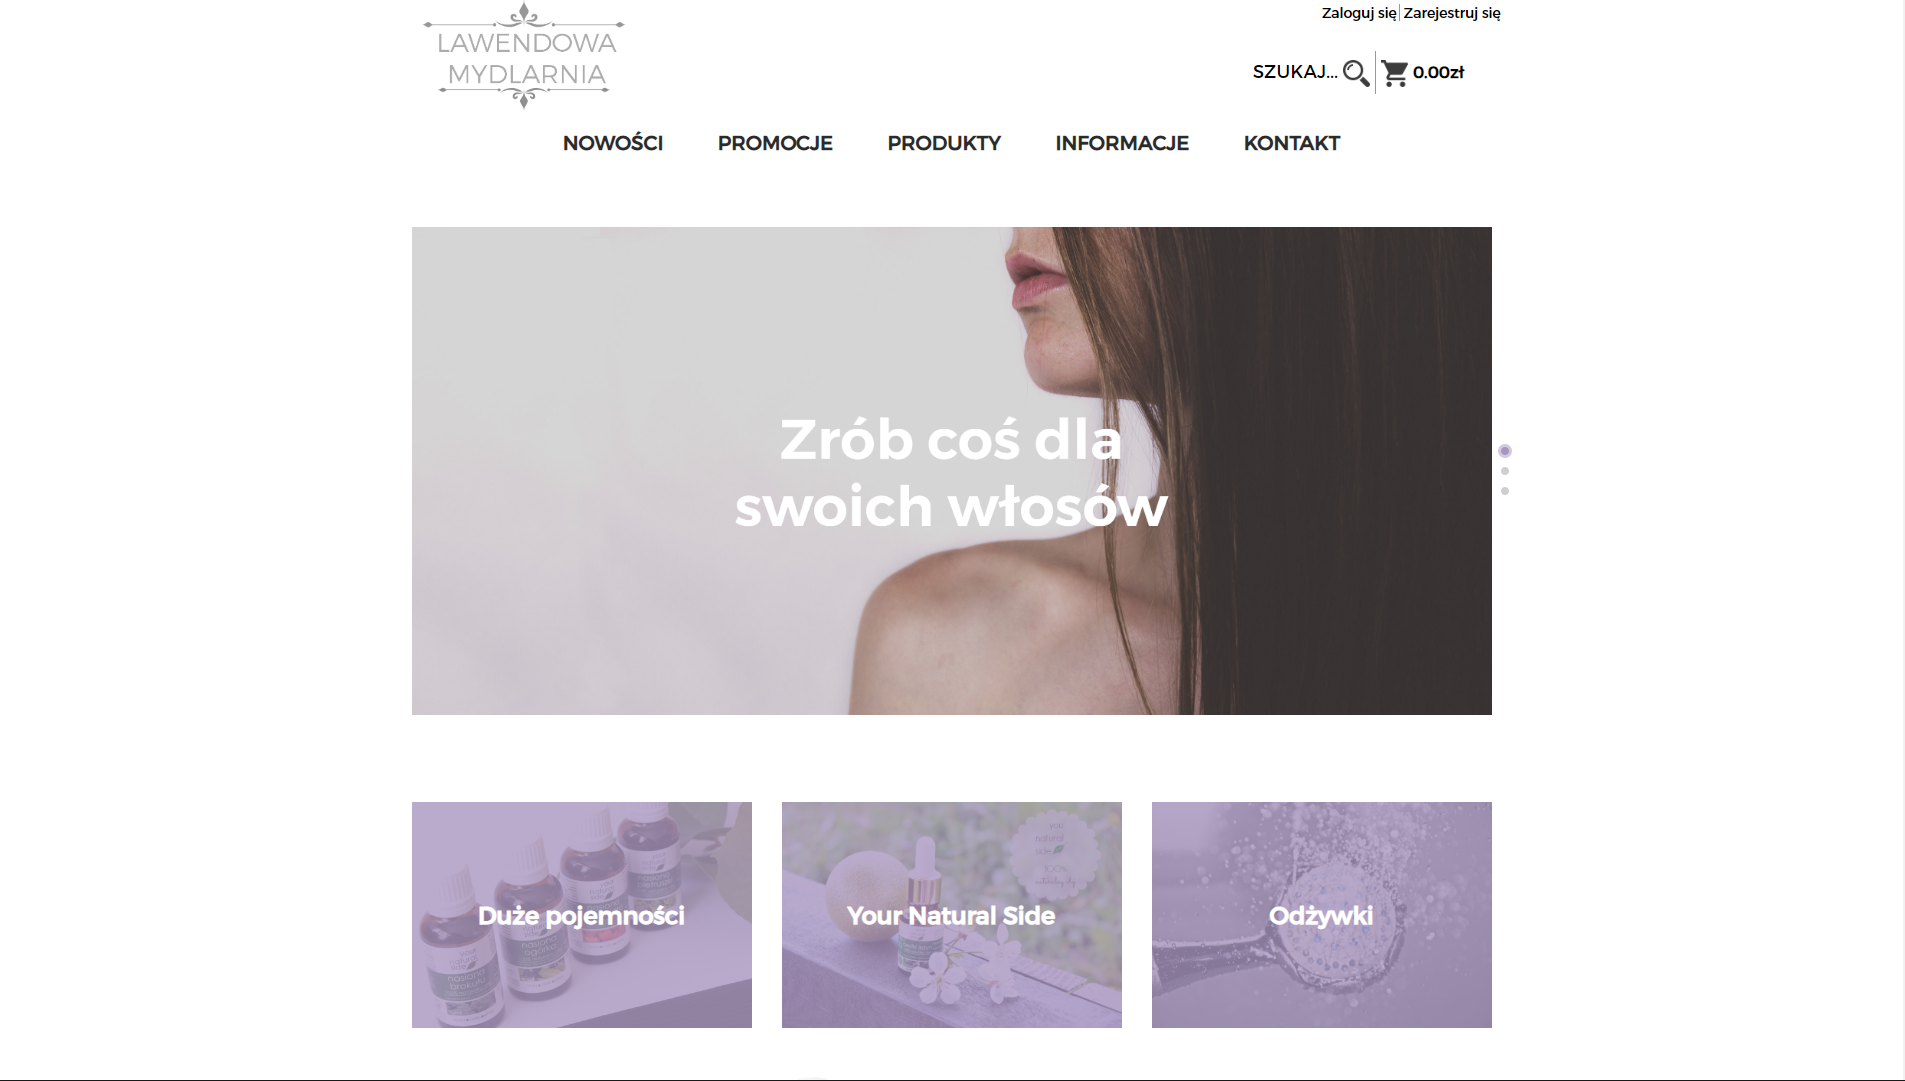 LAWENDOWA
MYDLARNIA
Zaloguj się
Zarejestruj się
SZUKAJ...
0.00zł
NOWOŚCI
PROMOCJE
PRODUKTY
INFORMACJE
KONTAKT
Zrób coś dla
swoich włosów
Duże pojemności
Your Natural Side
Odżywki